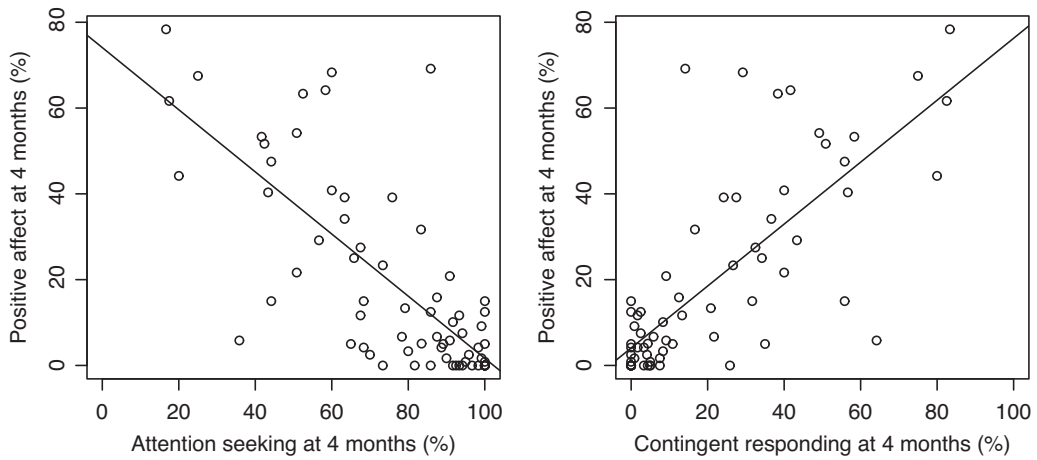 Positive affect at 4 months (%)
80
60
40
20
0
0 20 40 60 80 100
Attention seeking at 4 months (%)
Positive affect at 4 months (%)
80
60
40
20
0
0 20 40 60 80 100
Contingent responding at 4 months (%)